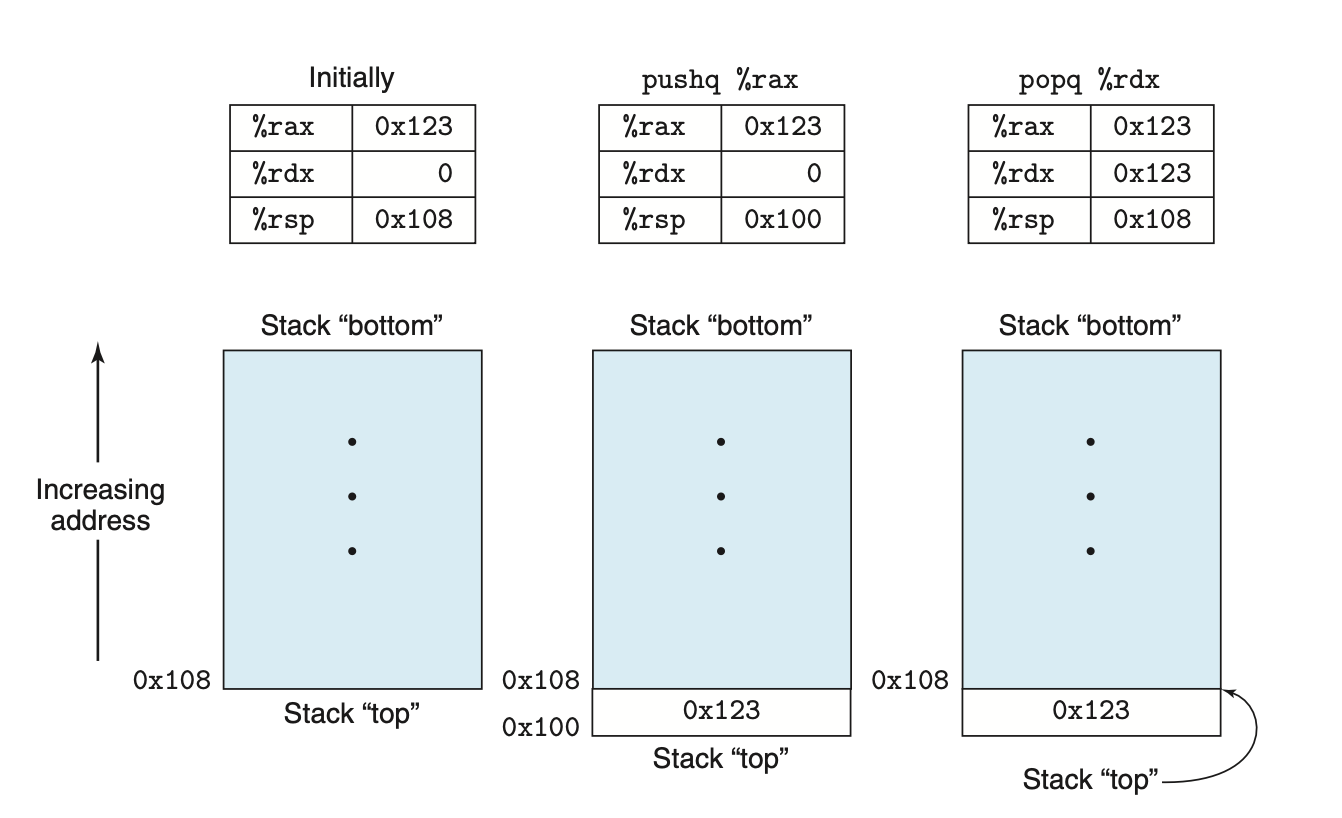 Initially
%rax 0x123
%rdx 0
%rsp 0x108
pushq %rax
%rax 0x123
%rdx 0
%rsp 0x100
popq %rdx
%rax 0x123
%rdx 0x123
%rsp 0x108
Increasing
address
Stack “bottom”
0x108
Stack “top”
Stack “bottom”
0x108
0x123
0x100
Stack “top”
Stack “bottom”
0x108
0x123
Stack “top”